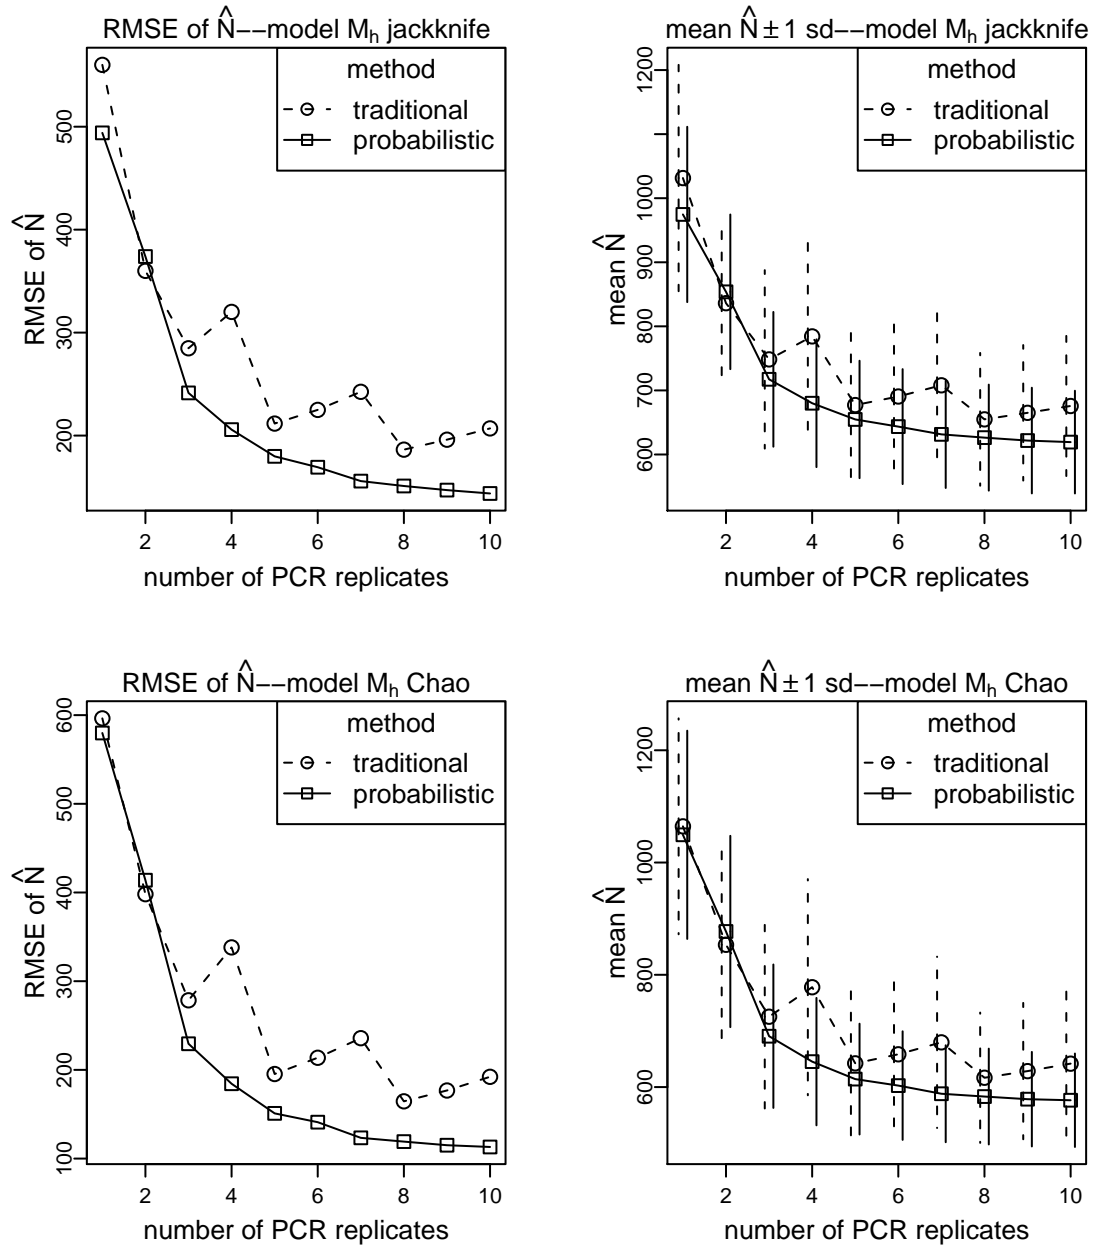 RMSE of N̂−−model Mₕ jackknife
method
traditional
probabilistic
RMSE of N̂
500
400
300
200
2 4 6 8 10
number of PCR replicates
mean N̂ ± 1 sd−−model Mₕ jackknife
method
traditional
probabilistic
mean N̂
1200
1000
900
800
700
600
2 4 6 8 10
number of PCR replicates
RMSE of N̂−−model Mₕ Chao
method
traditional
probabilistic
RMSE of N̂
600
500
400
300
200
100
2 4 6 8 10
number of PCR replicates
mean N̂ ± 1 sd−−model Mₕ Chao
method
traditional
probabilistic
mean N̂
1200
1000
800
600
2 4 6 8 10
number of PCR replicates